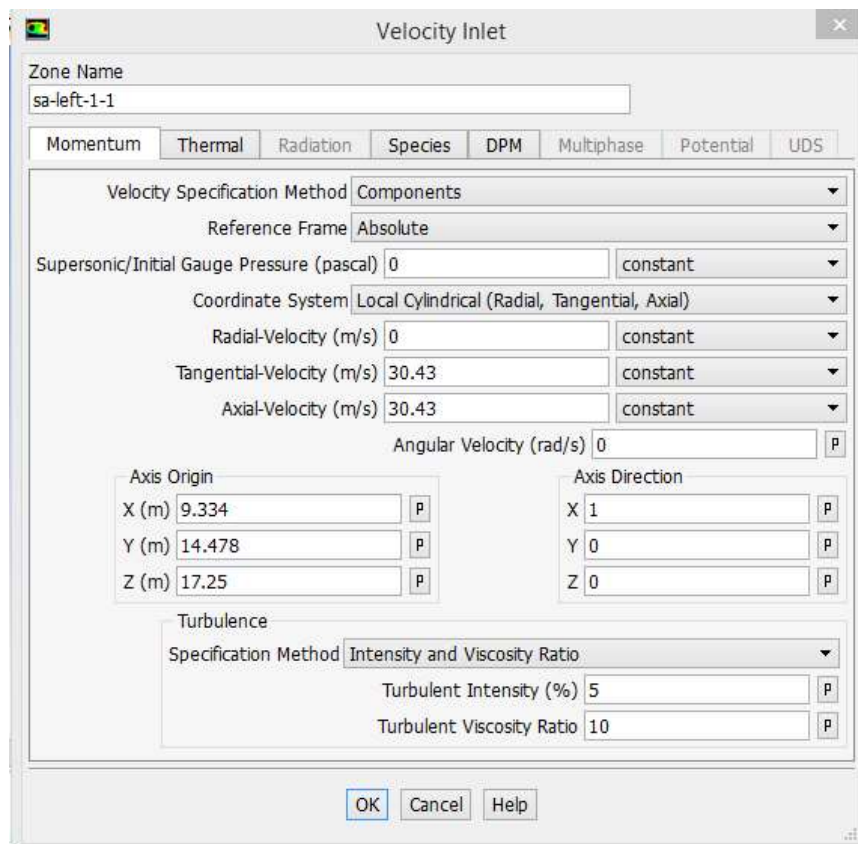 Velocity Inlet
Zone Name
sa-left-1-1
Momentum Thermal Radiation Species DPM Multiphase Potential UDS
Velocity Specification Method Components
Reference Frame Absolute
Supersonic/Initial Gauge Pressure (pascal) 0 constant
Coordinate System Local Cylindrical (Radial, Tangential, Axial)
Radial-Velocity (m/s) 0 constant
Tangential-Velocity (m/s) 30.43 constant
Axial-Velocity (m/s) 30.43 constant
Angular Velocity (rad/s) 0 P
Axis Origin Axis Direction
X (m) 9.334 P X 1 P
Y (m) 14.478 P Y 0 P
Z (m) 17.25 P Z 0 P
Turbulence
Specification Method Intensity and Viscosity Ratio
Turbulent Intensity (%) 5 P
Turbulent Viscosity Ratio 10 P
OK Cancel Help